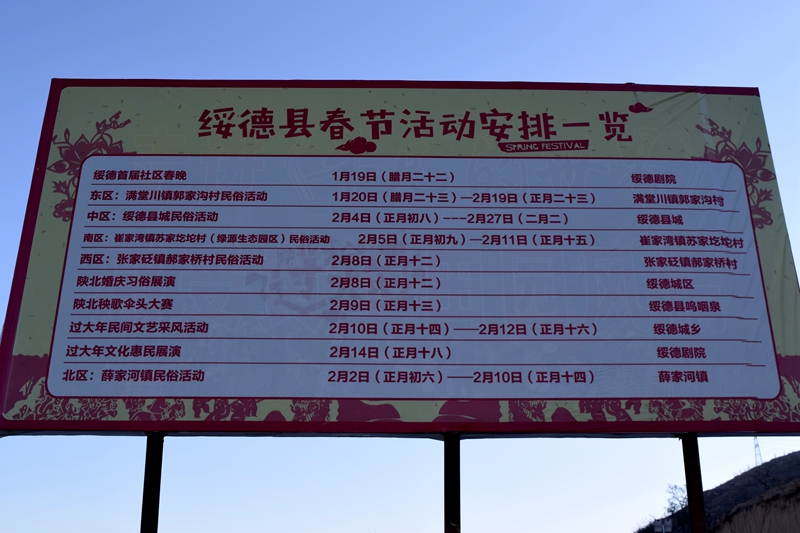 绥德县春节活动安排一览
SPRING FESTIVAL
绥德首届社区春晚 1月19日（腊月二十二） 绥德剧院
东区：满堂川镇郭家沟村民俗活动 1月20日（腊月二十三）—2月19日（正月二十三） 满堂川镇郭家沟村
中区：绥德县城民俗活动 2月4日（正月初八）---2月27日（二月二） 绥德县城
南区：崔家湾镇苏家圪坨村（绿源生态园区）民俗活动 2月5日（正月初九）—2月11日（正月十五） 崔家湾镇苏家圪坨村
西区：张家砭镇郝家桥村民俗活动 2月8日（正月十二） 张家砭镇郝家桥村
陕北婚庆习俗展演 2月8日（正月十二） 绥德城区
陕北秧歌伞头大赛 2月9日（正月十三） 绥德县呜咽泉
过大年民间文艺采风活动 2月10日（正月十四）——2月12日（正月十六） 绥德城乡
过大年文化惠民展演 2月14日（正月十八） 绥德剧院
北区：薛家河镇民俗活动 2月2日（正月初六）——2月10日（正月十四） 薛家河镇